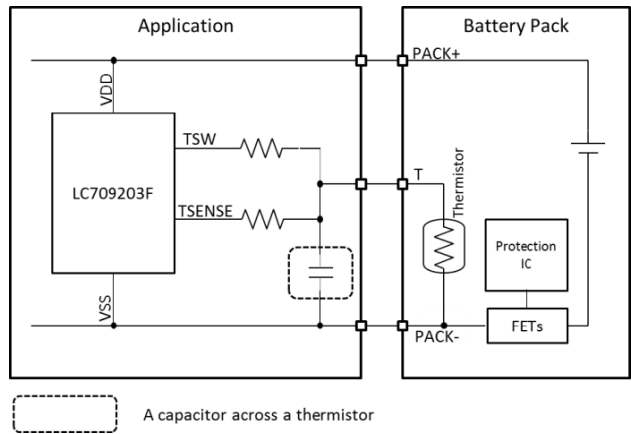 Application
Battery Pack
PACK+
VDD
TSW
LC709203F
T
Thermistor
TSENSE
Protection
IC
VSS
FETs
PACK-
A capacitor across a thermistor